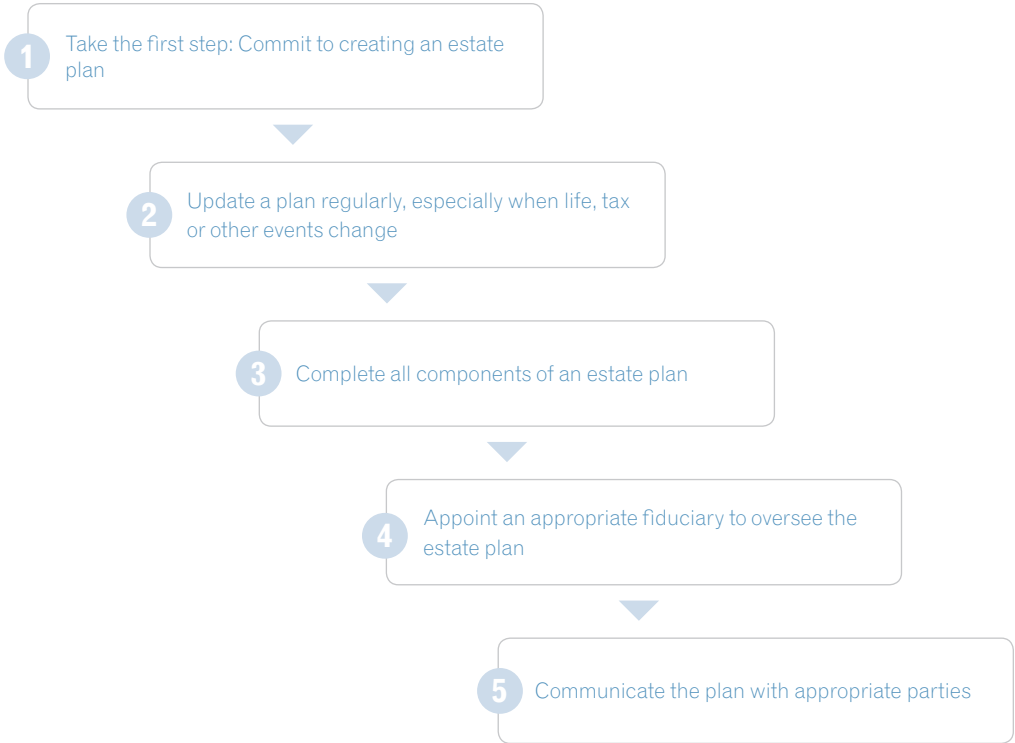 1
Take the first step: Commit to creating an estate
plan
2
Update a plan regularly, especially when life, tax
or other events change
3
Complete all components of an estate plan
4
Appoint an appropriate fiduciary to oversee the
estate plan
5
Communicate the plan with appropriate parties